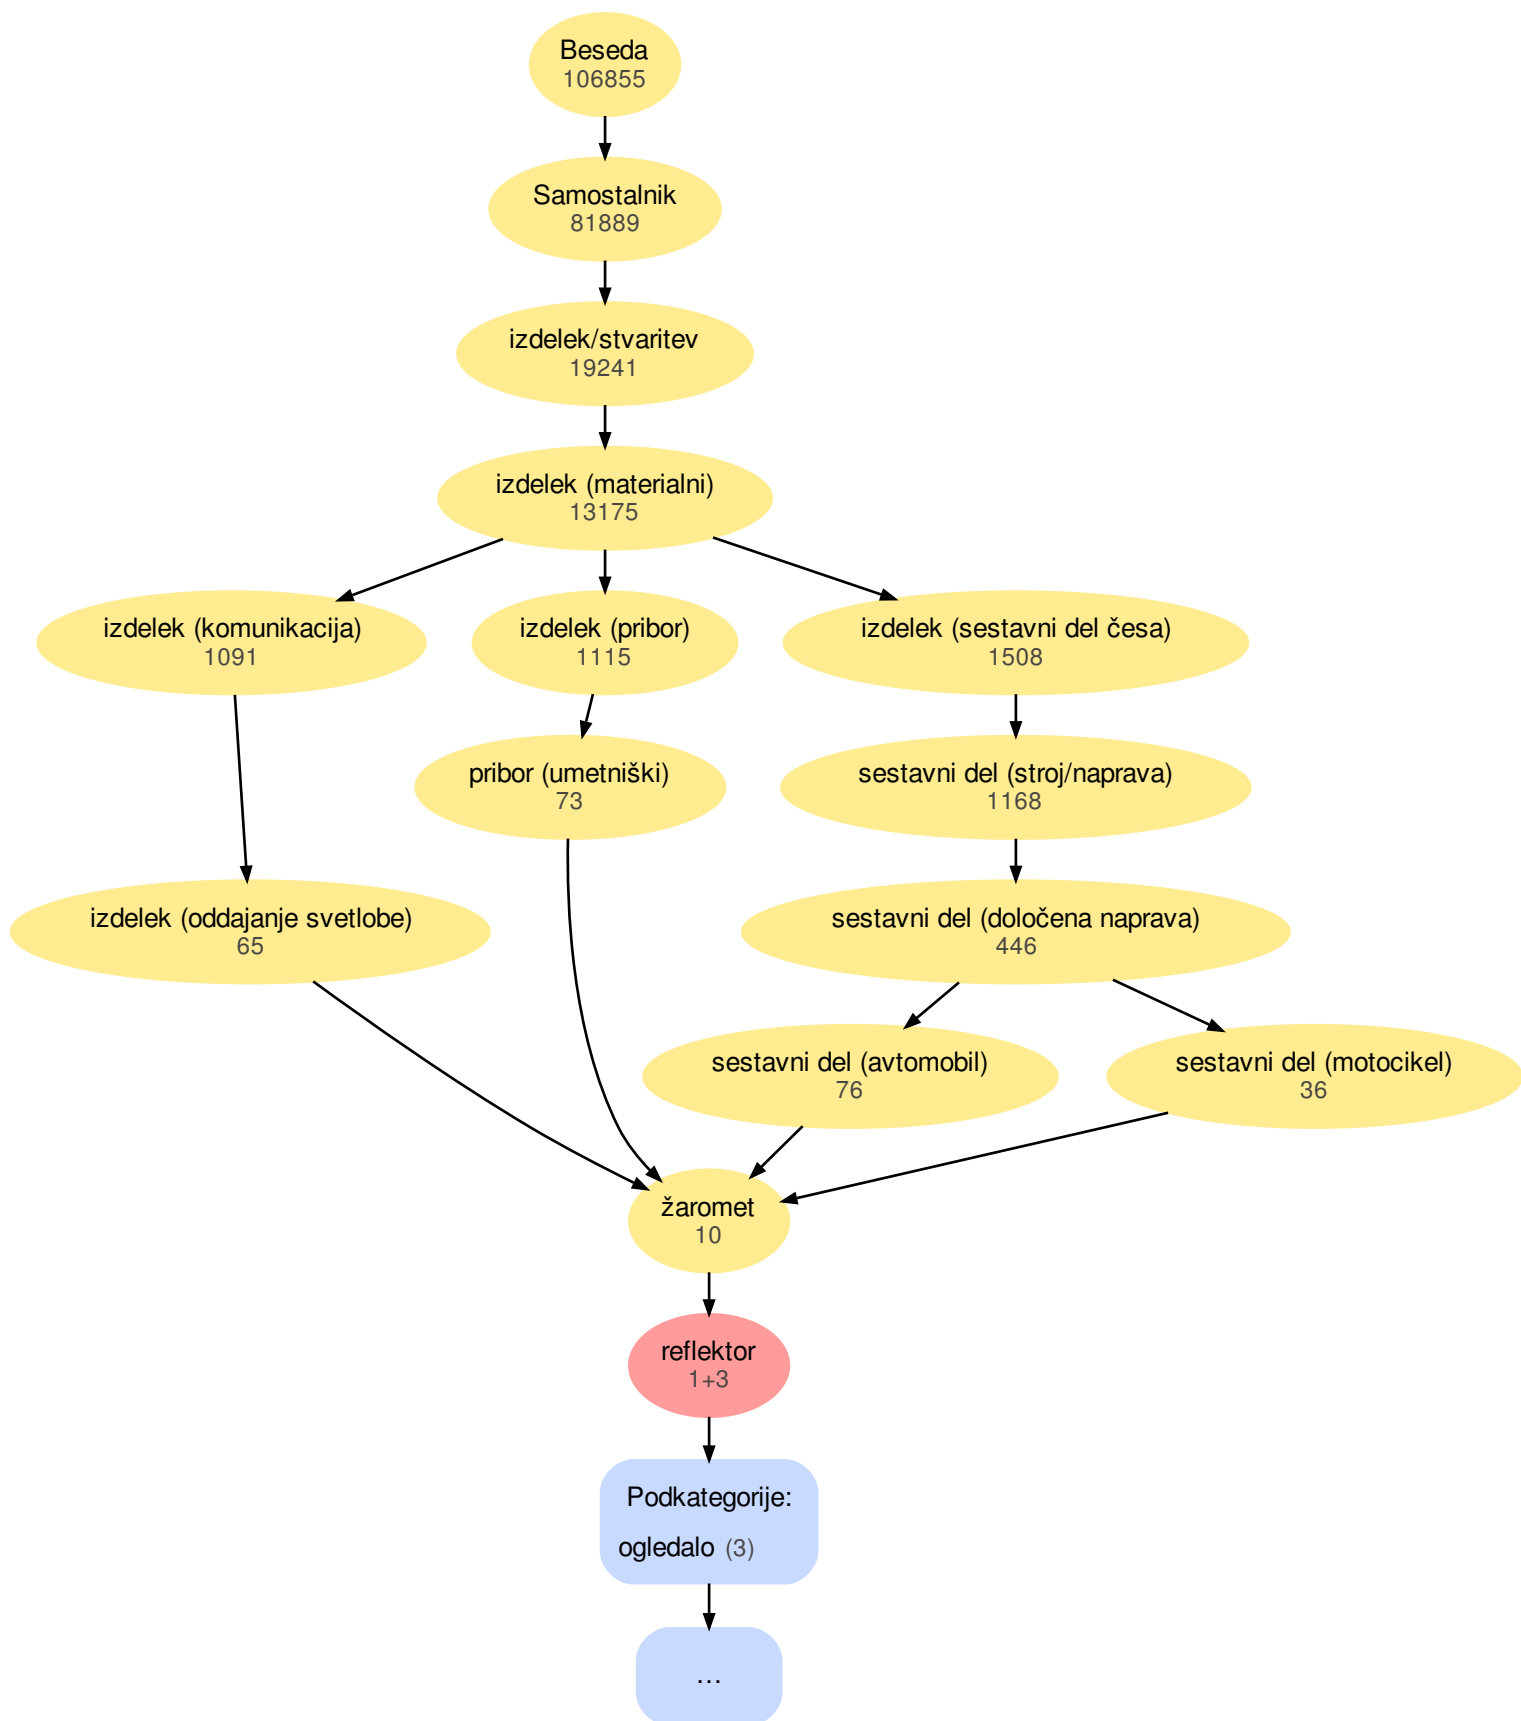 Beseda
106855
Samostalnik
81889
izdelek/stvaritev
19241
izdelek (materialni)
13175
izdelek (komunikacija)
1091
izdelek (pribor)
1115
izdelek (sestavni del česa)
1508
pribor (umetniški)
73
sestavni del (stroj/naprava)
1168
izdelek (oddajanje svetlobe)
65
sestavni del (določena naprava)
446
sestavni del (avtomobil)
76
sestavni del (motocikel)
36
žaromet
10
reflektor
1+3
Podkategorije:
ogledalo (3)
…